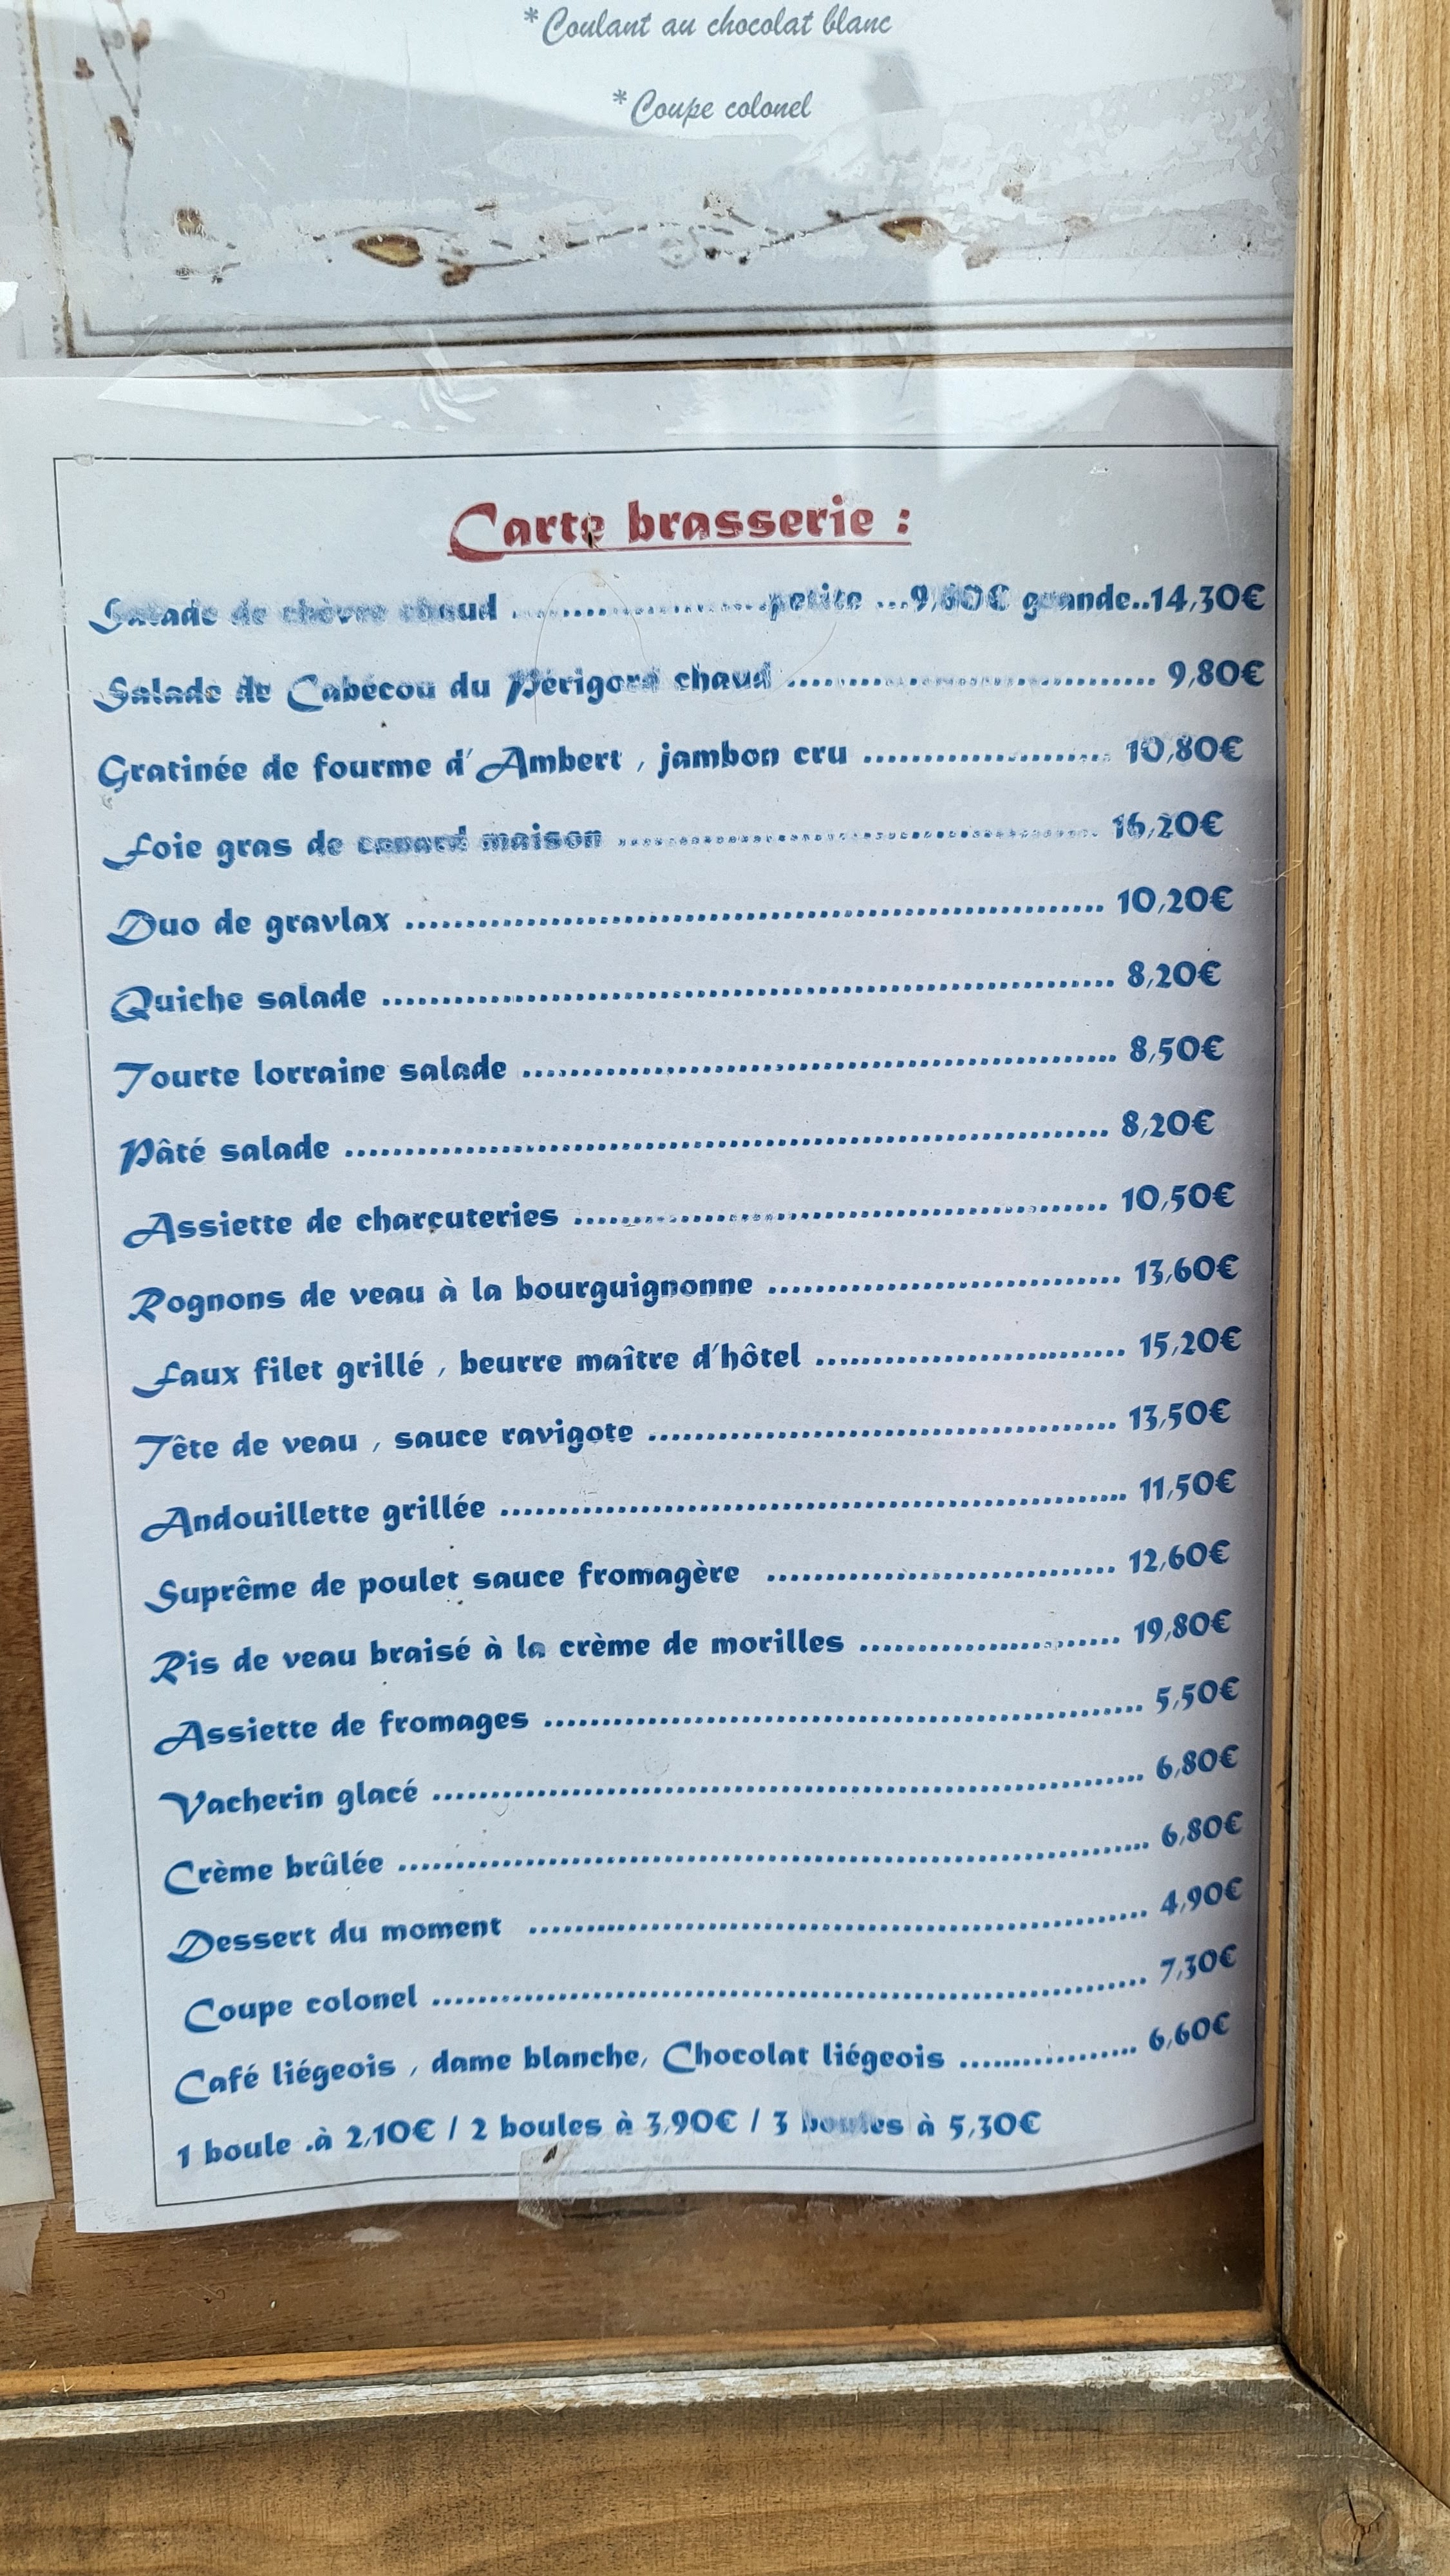 *Coulant au chocolat blanc
*Coupe colonel
Carte brasserie :
Salade de chèvre chaud ........................petite ...9,80€ grande..14,30€
Salade de Cabécou du Périgord chaud .................................... 9,80€
Gratinée de fourme d'Ambert , jambon cru ..................... 10,80€
Foie gras de canard maison ............................................... 16,20€
Duo de gravlax .......................................................... 10,20€
Quiche salade ............................................................ 8,20€
Tourte lorraine salade ................................................. 8,50€
Pâté salade ............................................................... 8,20€
Assiette de charcuteries ............................................ 10,50€
Rognons de veau à la bourguignonne .............................. 13,60€
Faux filet grillé , beurre maître d'hôtel .......................... 15,20€
Tête de veau , sauce ravigote ....................................... 13,50€
Andouillette grillée .................................................... 11,50€
Suprême de poulet sauce fromagère ............................. 12,60€
Ris de veau braisé à la crème de morilles ...................... 19,80€
Assiette de fromages .................................................. 5,50€
Vacherin glacé ........................................................... 6,80€
Crème brûlée .............................................................. 6,80€
Dessert du moment .................................................... 4,90€
Coupe colonel ............................................................ 7,30€
Café liégeois , dame blanche, Chocolat liégeois ................. 6,60€
1 boule .à 2,10€ / 2 boules à 3,90€ / 3 boules à 5,30€